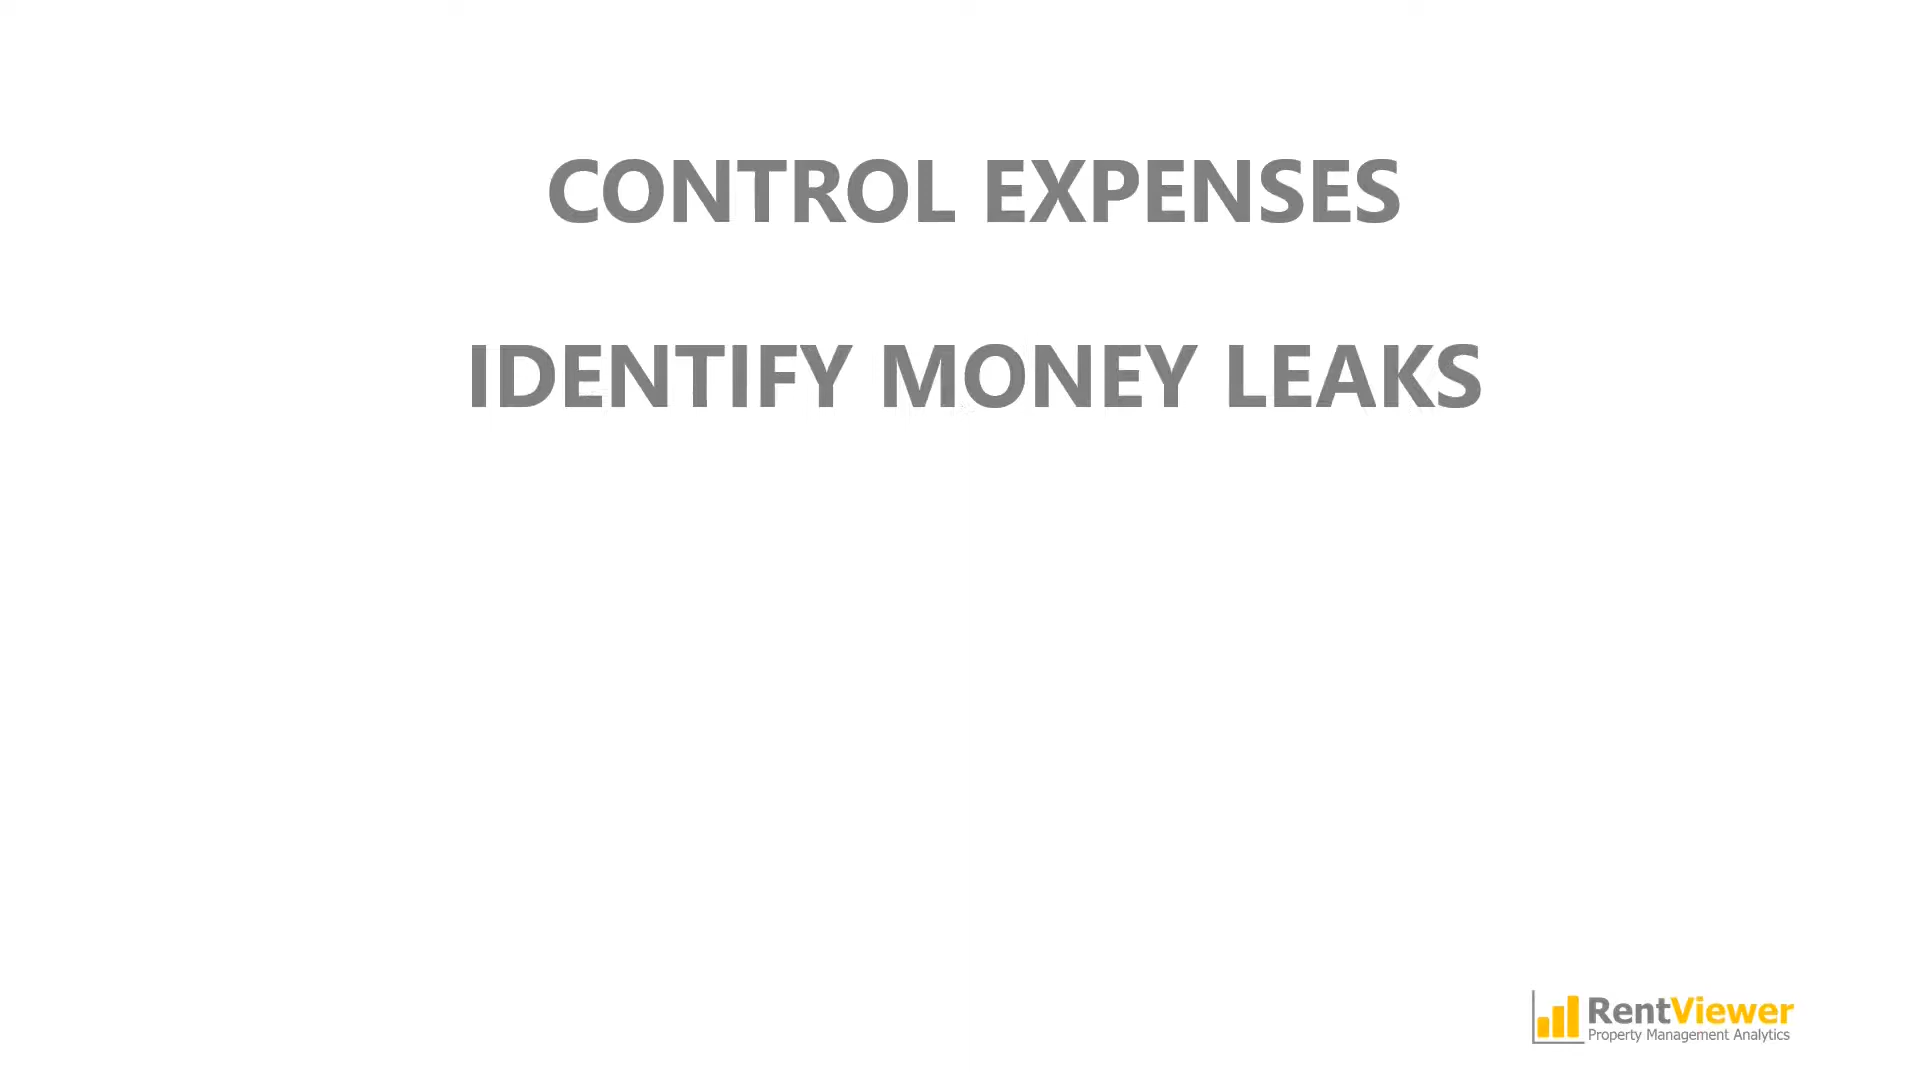 CONTROL EXPENSES
IDENTIFY MONEY LEAKS
RentViewer
Property Management Analytics